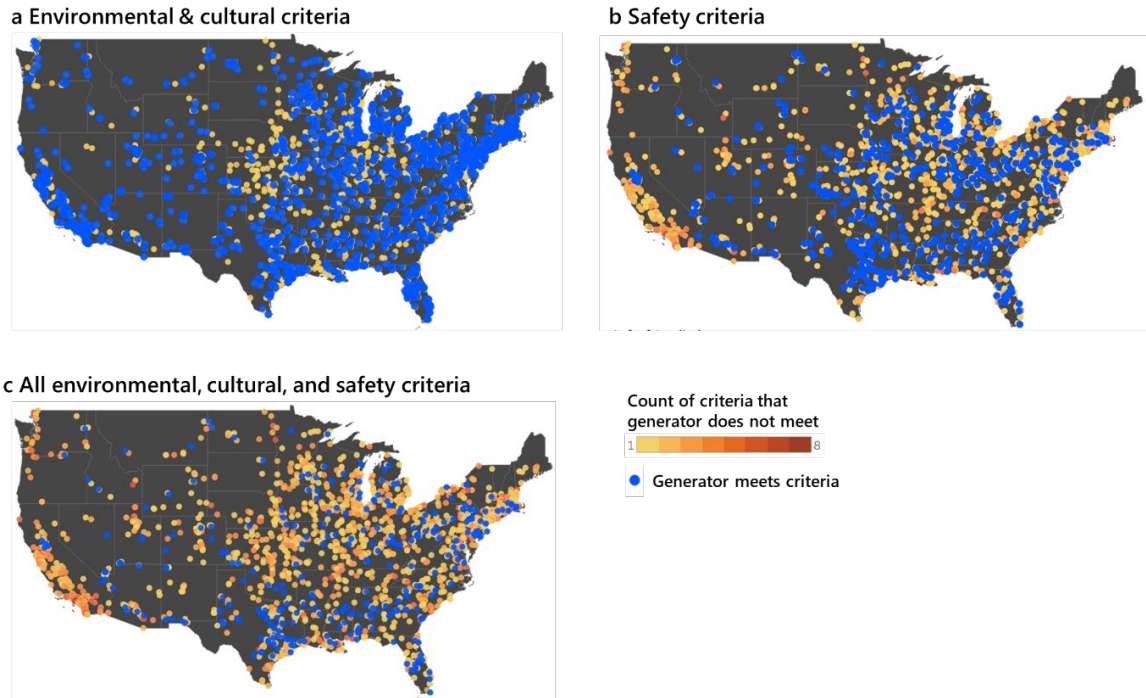 a Environmental & cultural criteria
b Safety criteria
c All environmental, cultural, and safety criteria
Count of criteria that
generator does not meet
1 8
Generator meets criteria